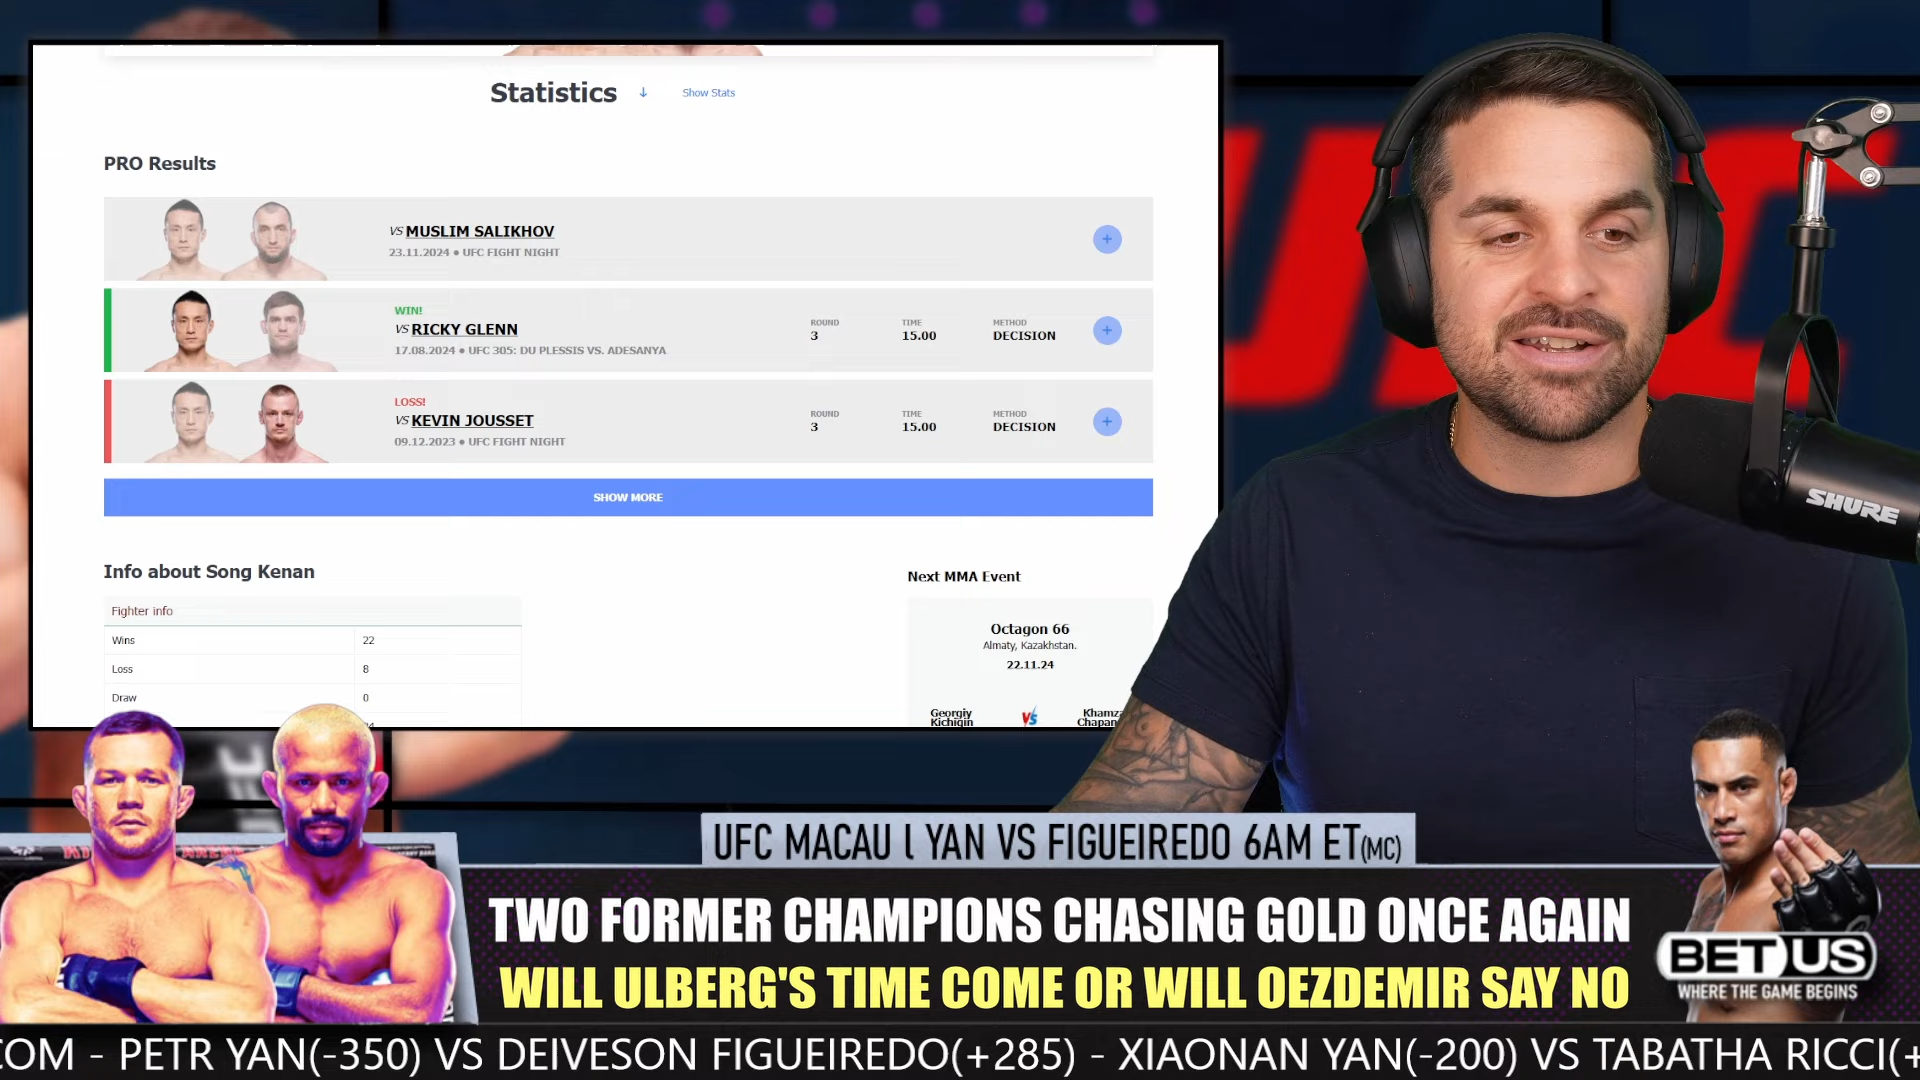 Statistics ↓ Show Stats
PRO Results
VS MUSLIM SALIKHOV
23.11.2024 ● UFC FIGHT NIGHT
+
WIN!
VS RICKY GLENN
17.08.2024 ● UFC 305: DU PLESSIS VS. ADESANYA
ROUND
3
TIME
15.00
METHOD
DECISION
+
LOSS!
VS KEVIN JOUSSET
09.12.2023 ● UFC FIGHT NIGHT
ROUND
3
TIME
15.00
METHOD
DECISION
+
SHOW MORE
Info about Song Kenan
Fighter info
Wins 22
Loss 8
Draw 0
Next MMA Event
Octagon 66
Almaty, Kazakhstan.
22.11.24
Georgiy
Kichigin
VS
Khamza
Chapan
UFC
SHURE
UFC MACAU l YAN VS FIGUEIREDO 6AM ET(MC)
TWO FORMER CHAMPIONS CHASING GOLD ONCE AGAIN
WILL ULBERG'S TIME COME OR WILL OEZDEMIR SAY NO
BETUS
WHERE THE GAME BEGINS
COM - PETR YAN(-350) VS DEIVESON FIGUEIREDO(+285) - XIAONAN YAN(-200) VS TABATHA RICCI(+